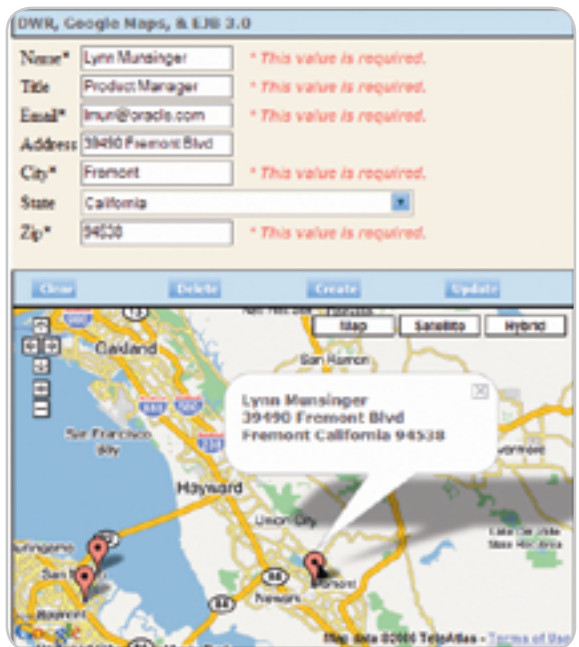 DWR, Google Maps, & EJB 3.0
Name* Lynn Munsinger * This value is required.
Title Product Manager * This value is required.
Email* lmun@oracle.com * This value is required.
Address 39490 Fremont Blvd
City* Fremont * This value is required.
State California
Zip* 94538 * This value is required.
Clear Delete Create Update
Map Satellite Hybrid
Oakland
San Ramon
Lynn Munsinger
39490 Fremont Blvd
Fremont California 94538
San Francisco
Bay
Hayward
Union City
Fremont
Newark
84
84
Google
Map data ©2006 TeleAtlas - Terms of Use